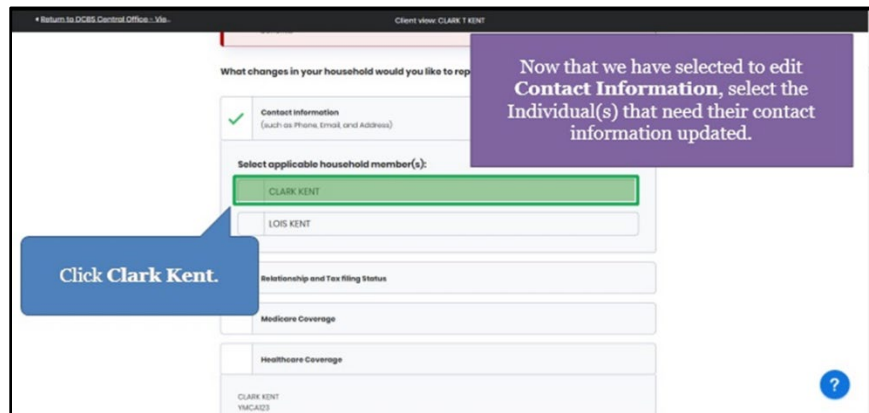 Return to DCBS Central Office - Vie...
Client view: CLARK T KENT
What changes in your household would you like to rep
Now that we have selected to edit
Contact Information, select the
Individual(s) that need their contact
information updated.
Contact Information
(such as Phone, Email, and Address)
Select applicable household member(s):
CLARK KENT
LOIS KENT
Click Clark Kent.
Relationship and Tax filing Status
Medicare Coverage
Healthcare Coverage
CLARK KENT
YMCA123
?